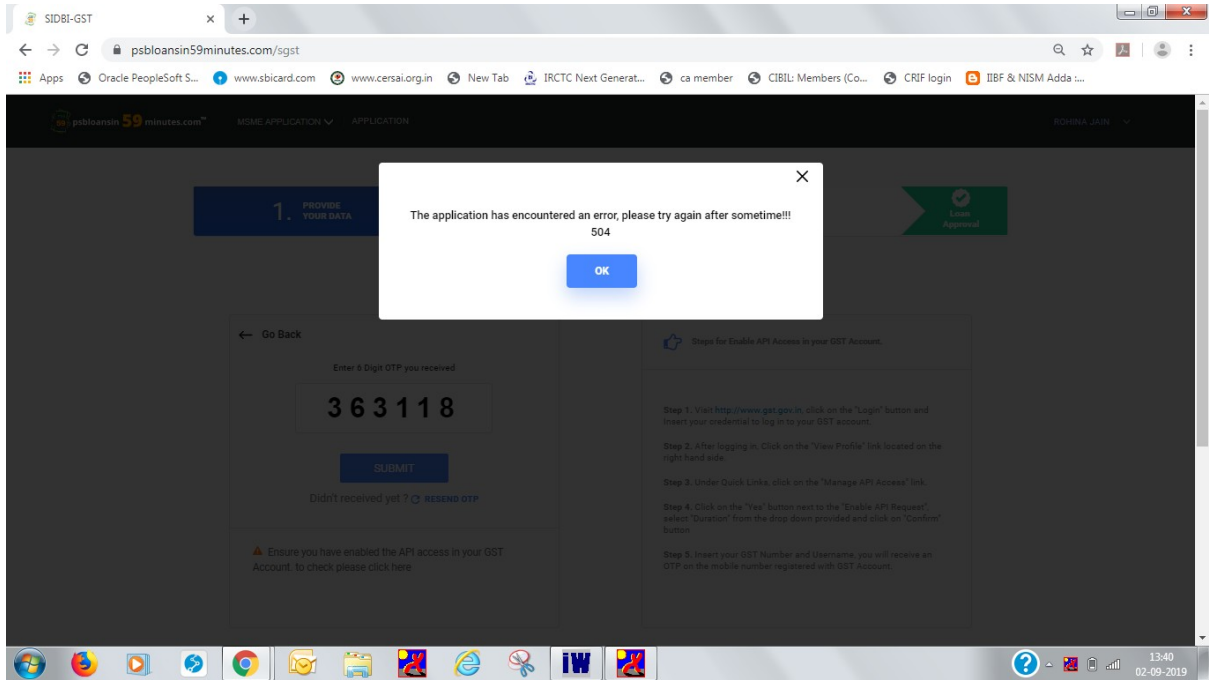 SIDBI-GST
psbloansin59minutes.com/sgst
Apps Oracle PeopleSoft S... www.sbicard.com www.cersai.org.in New Tab IRCTC Next Generat... ca member CIBIL: Members (Co... CRIF login IIBF & NISM Adda :...
psbloansin 59 minutes.com MSME APPLICATION APPLICATION ROHINA JAIN
1. PROVIDE YOUR DATA
Loan Approval
The application has encountered an error, please try again after sometime!!!
504
OK
Go Back
Enter 6 Digit OTP you received
363118
SUBMIT
Didn't received yet ? RESEND OTP
Ensure you have enabled the API access in your GST
Account, to check please click here
Steps for Enable API Access in your GST Account.
Step 1. Visit http://www.gst.gov.in, click on the "Login" button and
Insert your credential to log in to your GST account.
Step 2. After logging in, Click on the "View Profile" link located on the
right hand side.
Step 3. Under Quick Links, click on the "Manage API Access" link.
Step 4. Click on the "Yes" button next to the "Enable API Request",
select "Duration" from the drop down provided and click on "Confirm"
button.
Step 5. Insert your GST Number and Username, you will receive an
OTP on the mobile number registered with GST Account.
iW
13:40
02-09-2019